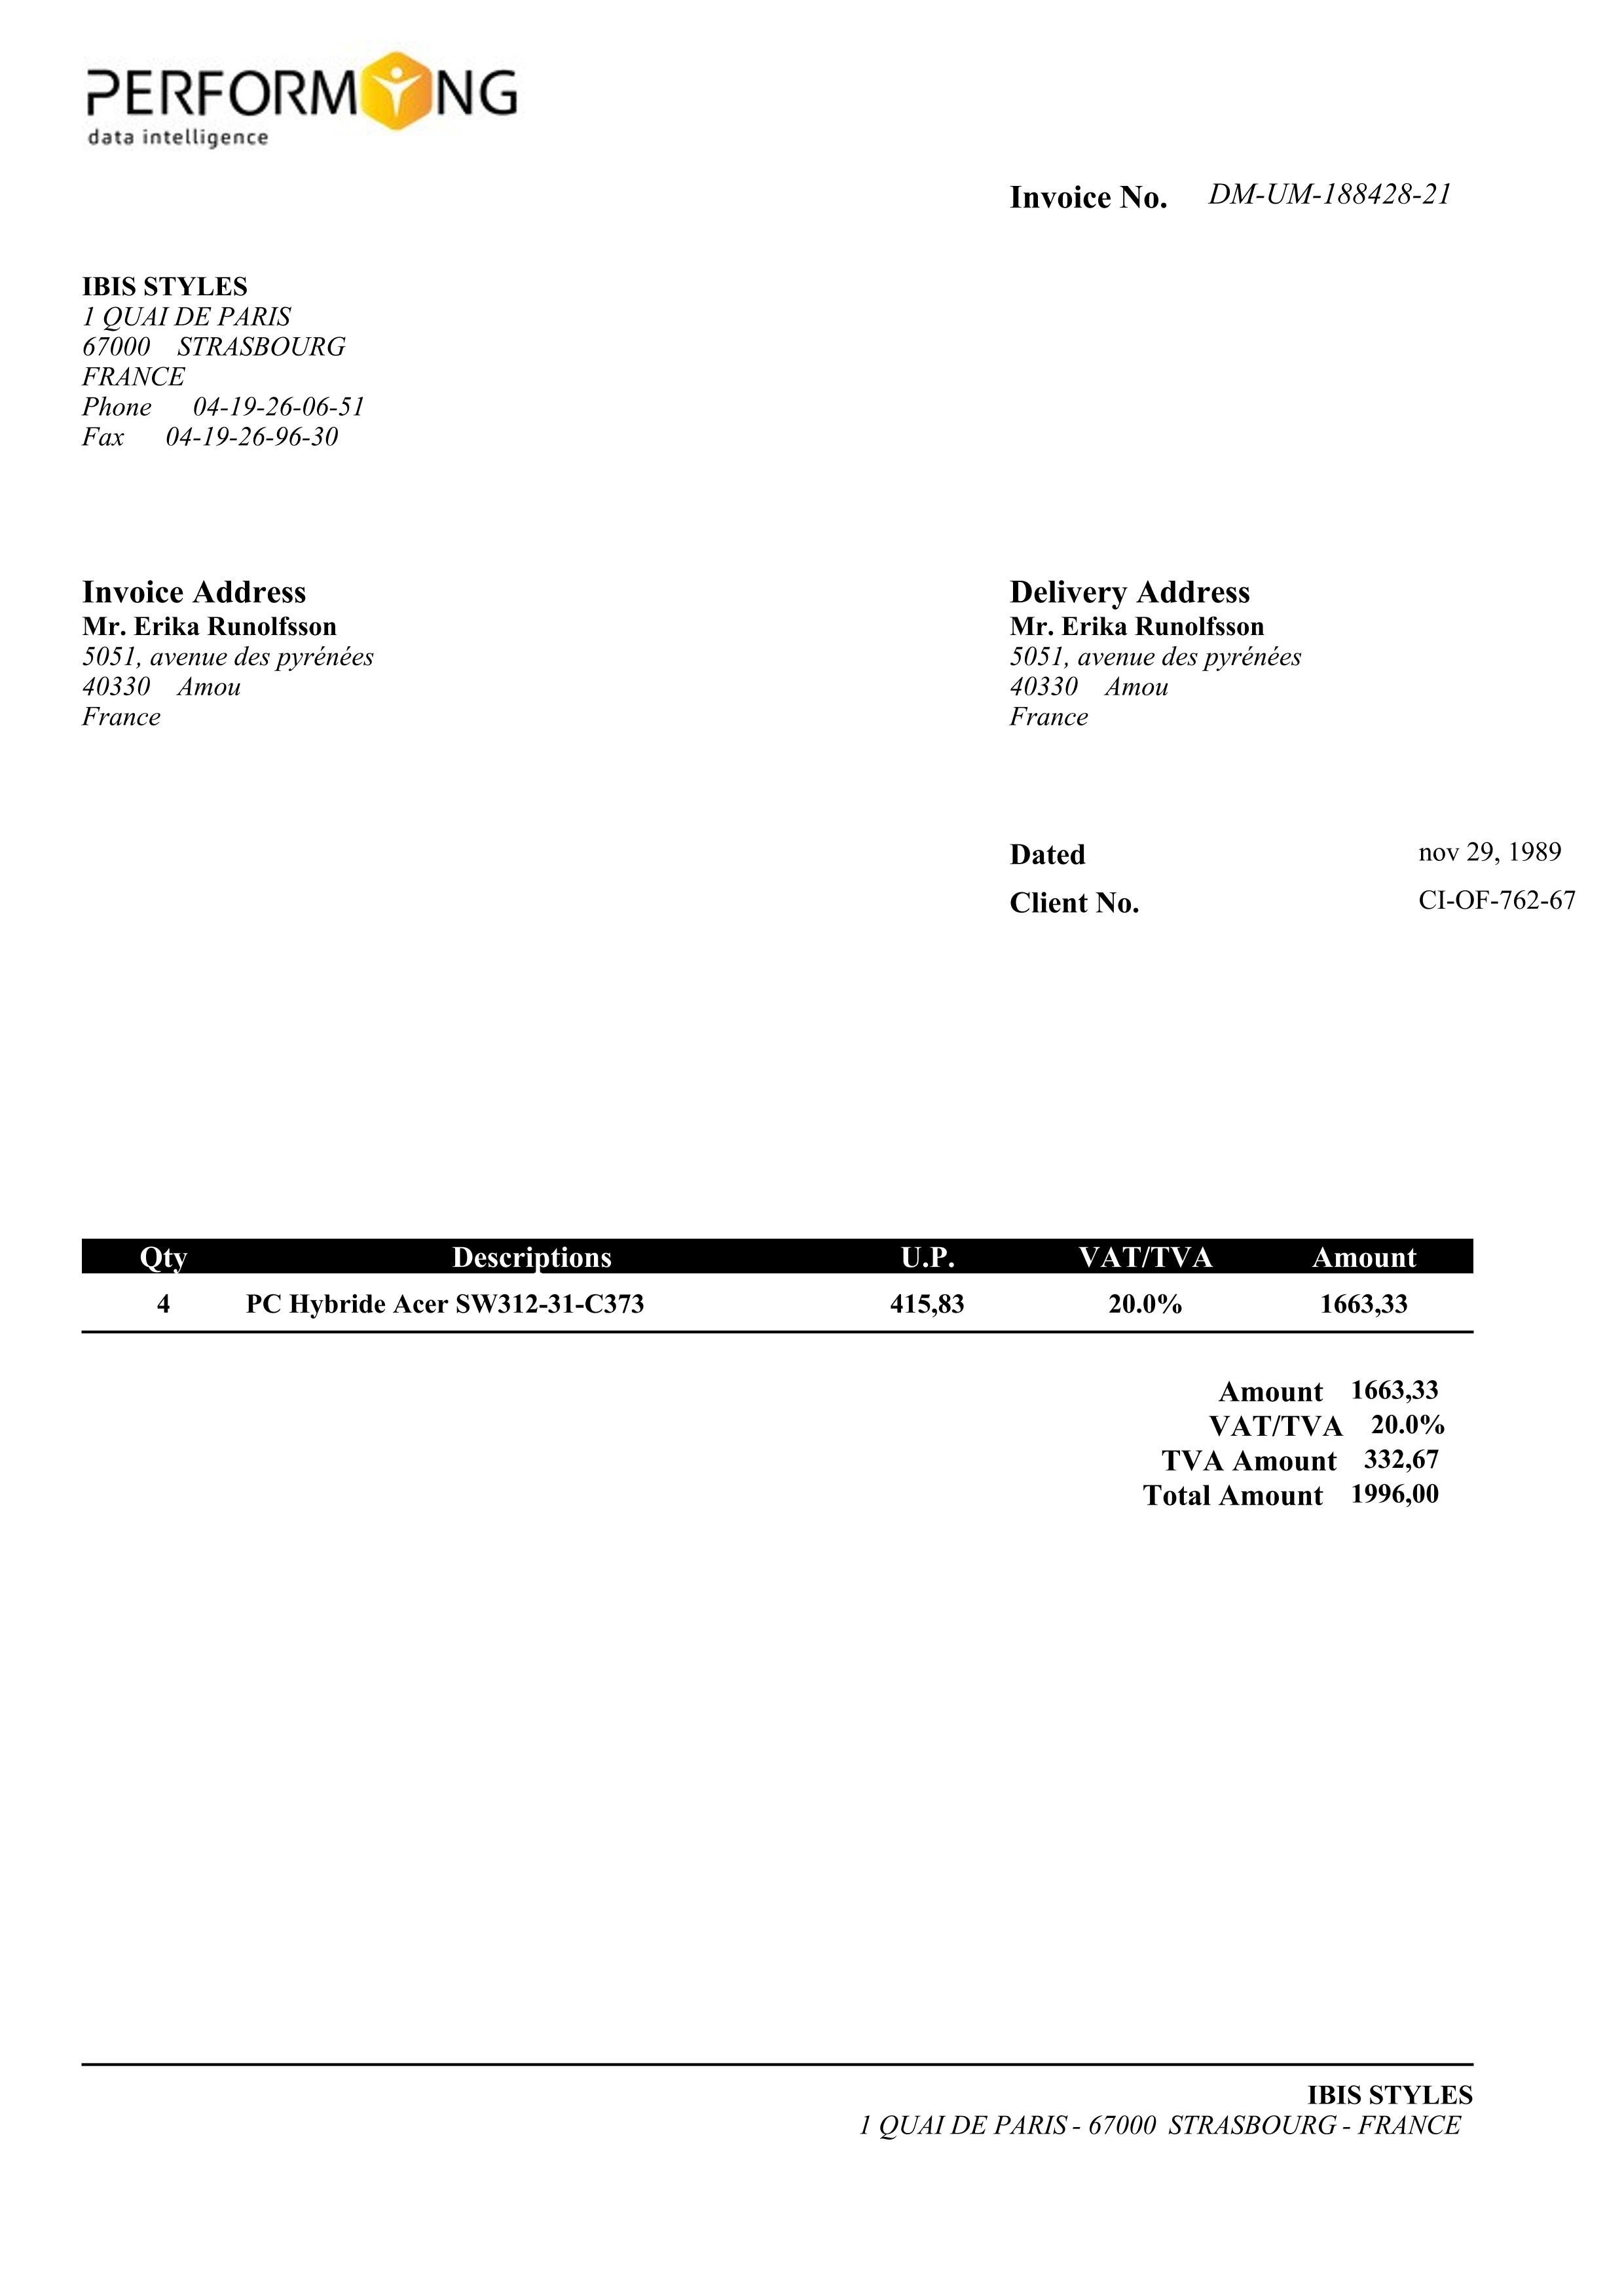 PERFORMYNG
data intelligence
Invoice No. DM-UM-188428-21
IBIS STYLES
1 QUAI DE PARIS
67000 STRASBOURG
FRANCE
Phone 04-19-26-06-51
Fax 04-19-26-96-30
Invoice Address
Mr. Erika Runolfsson
5051, avenue des pyrénées
40330 Amou
France
Delivery Address
Mr. Erika Runolfsson
5051, avenue des pyrénées
40330 Amou
France
Dated nov 29, 1989
Client No. CI-OF-762-67
Qty Descriptions U.P. VAT/TVA Amount
4 PC Hybride Acer SW312-31-C373 415,83 20.0% 1663,33
Amount 1663,33
VAT/TVA 20.0%
TVA Amount 332,67
Total Amount 1996,00
IBIS STYLES
1 QUAI DE PARIS - 67000 STRASBOURG - FRANCE